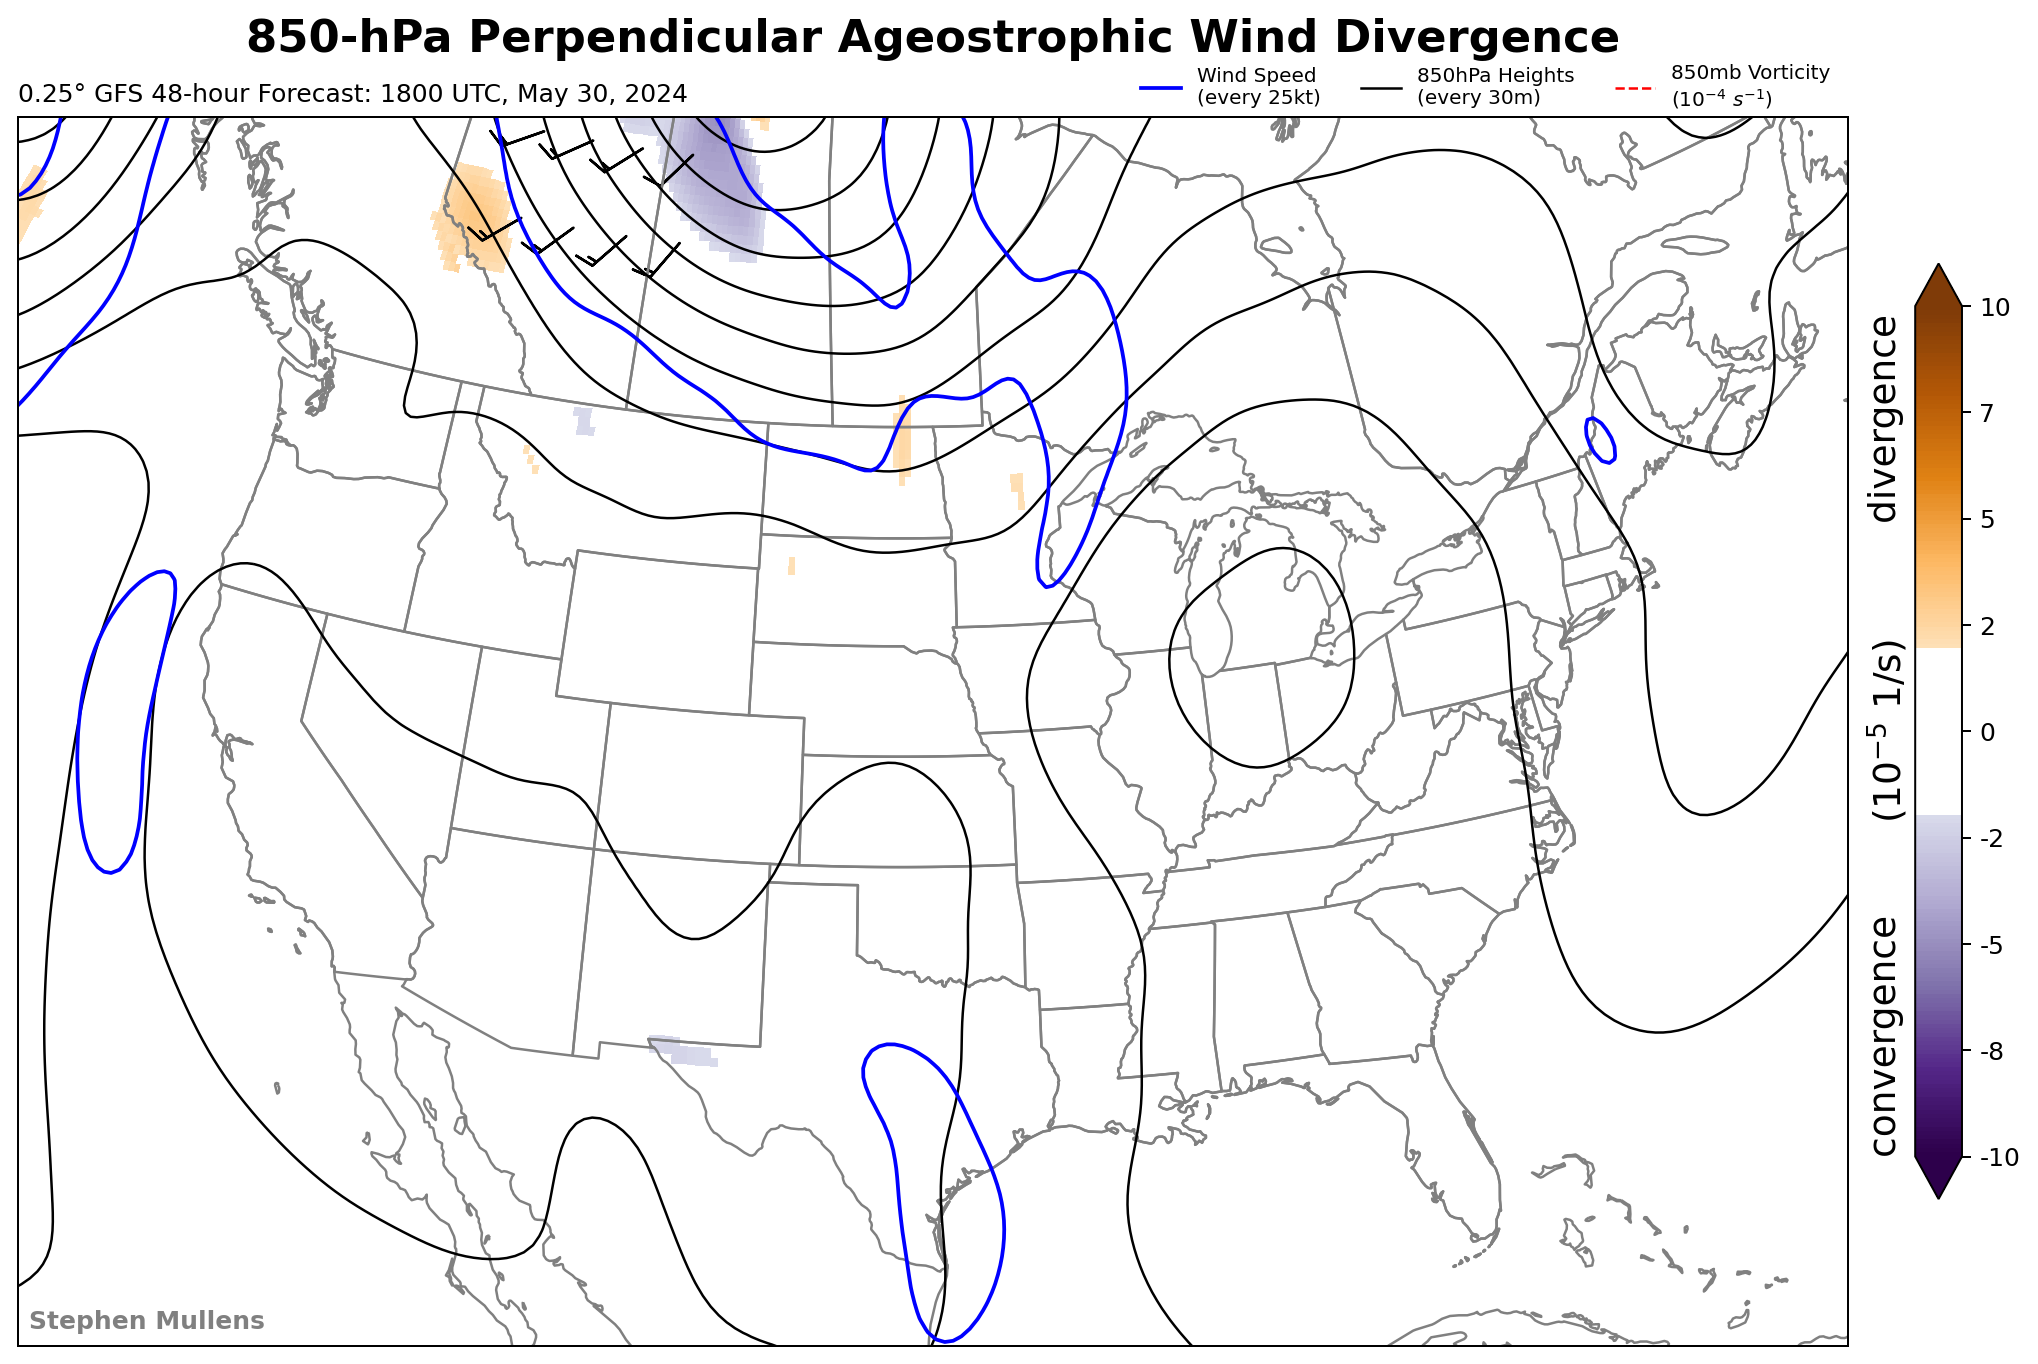 850-hPa Perpendicular Ageostrophic Wind Divergence
0.25° GFS 48-hour Forecast: 1800 UTC, May 30, 2024
Wind Speed
(every 25kt)
850hPa Heights
(every 30m)
850mb Vorticity
(10⁻⁴ s⁻¹)
10
7
5
2
0
-2
-5
-8
-10
convergence (10⁻⁵ 1/s) divergence
Stephen Mullens